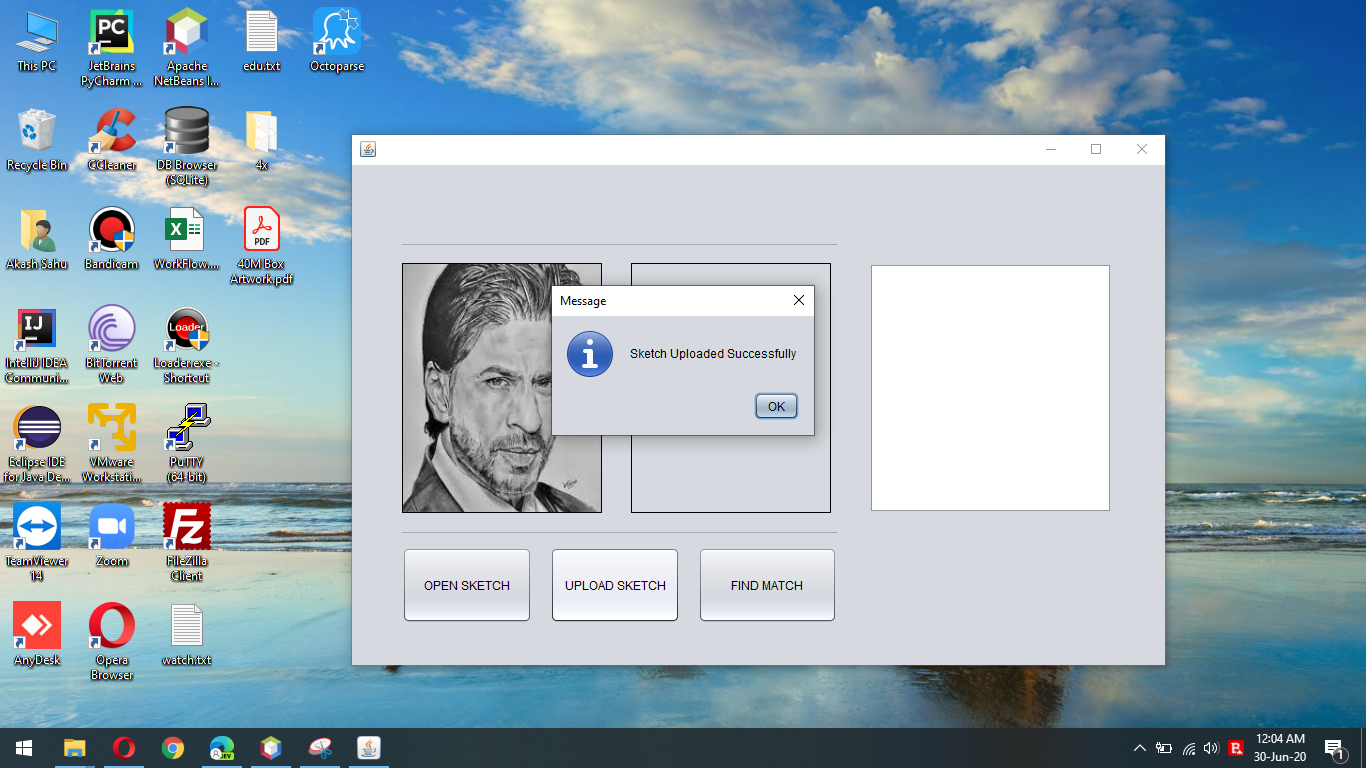 This PC
JetBrains
PyCharm ...
Apache
NetBeans I...
edu.txt
Octoparse
Recycle Bin
CCleaner
DB Browser
(SQLite)
4x
Akash Sahu
Bandicam
WorkFlow....
PDF
40M Box
Artwork.pdf
IntelliJ IDEA
Communi...
BitTorrent
Web
Loader
Loader.exe -
Shortcut
Eclipse IDE
for Java De...
VMware
Workstati...
PuTTY
(64-bit)
TeamViewer
14
Zoom
FileZilla
Client
AnyDesk
Opera
Browser
watch.txt
Message
Sketch Uploaded Successfully
OK
OPEN SKETCH
UPLOAD SKETCH
FIND MATCH
12:04 AM
30-Jun-20
1